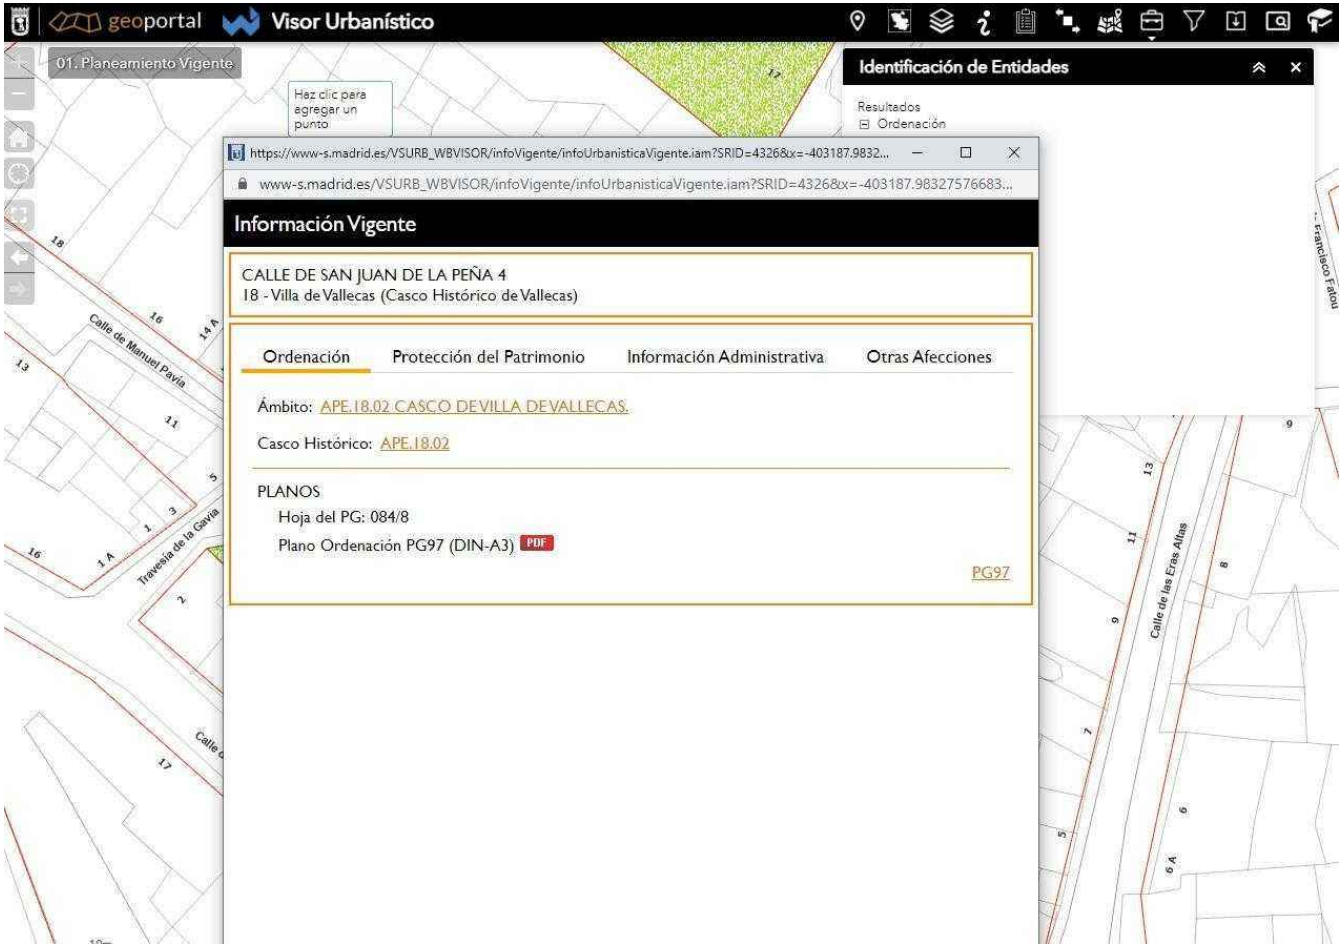 geoportal Visor Urbanístico
01. Planeamiento Vigente
Haz clic para
agregar un
punto
Identificación de Entidades
Resultados
Ordenación
https://www-s.madrid.es/VSURB_WBVISOR/infoVigente/infoUrbanisticaVigente.iam?SRID=4326&x=-403187.9832...
www-s.madrid.es/VSURB_WBVISOR/infoVigente/infoUrbanisticaVigente.iam?SRID=4326&x=-403187.98327576683...
Información Vigente
CALLE DE SAN JUAN DE LA PEÑA 4
18 - Villa de Vallecas (Casco Histórico de Vallecas)
Ordenación Protección del Patrimonio Información Administrativa Otras Afecciones
Ámbito: APE.18.02 CASCO DE VILLA DE VALLECAS.
Casco Histórico: APE.18.02
PLANOS
Hoja del PG: 084/8
Plano Ordenación PG97 (DIN-A3) PDF
PG97
17
18
16
14 A
Calle de Manuel Pavía
13
11
5
3
1
1 A
16
Travesía de la Gavia
2
Calle
17
Francisco Fatou
9
13
11
Calle de las Eras Altas
8
9
7
6
5
6 A